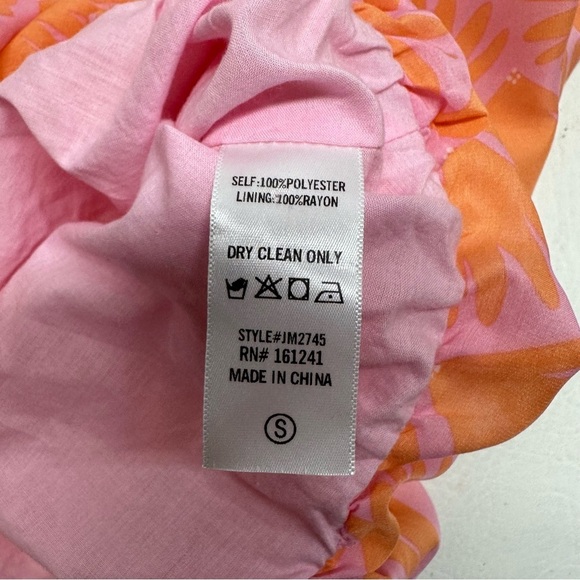 SELF:100%POLYESTER
LINING:100%RAYON
DRY CLEAN ONLY
STYLE#JM2745
RN# 161241
MADE IN CHINA
S